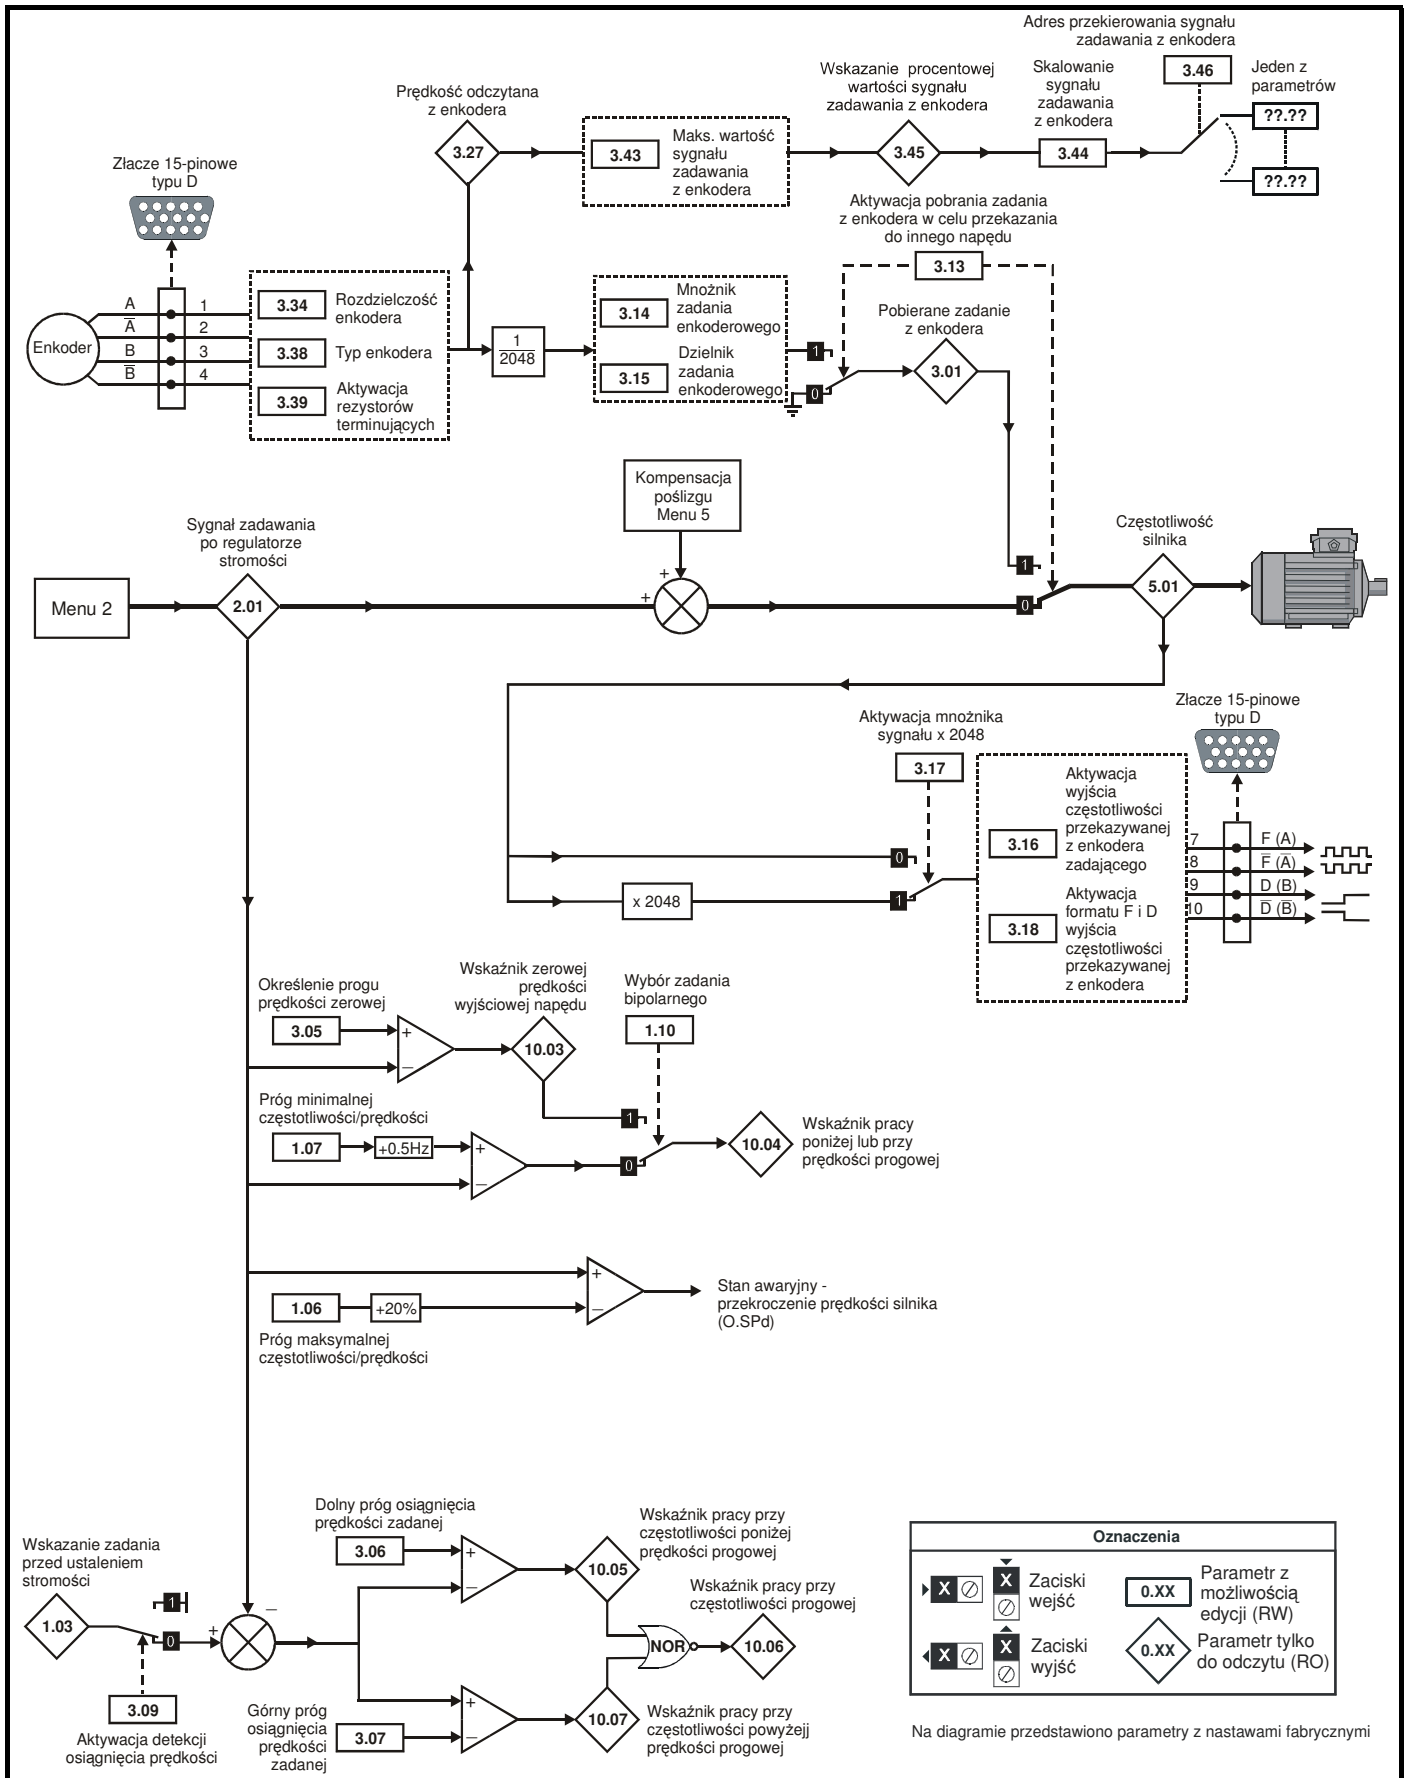 Adres przekierowania sygnału
zadawania z enkodera
3.46
Jeden z
parametrów
??.??
??.??
Wskazanie procentowej
wartości sygnału
zadawania z enkodera
3.45
Skalowanie
sygnału
zadawania
z enkodera
3.44
Prędkość odczytana
z enkodera
3.27
3.43
Maks. wartość
sygnału
zadawania
z enkodera
Złacze 15-pinowe
typu D
Aktywacja pobrania zadania
z enkodera w celu przekazania
do innego napędu
3.13
Enkoder
A
A̅
B
B̅
1
2
3
4
3.34
Rozdzielczość
enkodera
3.38
Typ enkodera
3.39
Aktywacja
rezystorów
terminujących
1
2048
3.14
Mnożnik
zadania
enkoderowego
3.15
Dzielnik
zadania
enkoderowego
1
0
Pobierane zadanie
z enkodera
3.01
Kompensacja
poślizgu
Menu 5
Sygnał zadawania
po regulatorze
stromości
Menu 2
2.01
+
+
1
0
Częstotliwość
silnika
5.01
Aktywacja mnożnika
sygnału x 2048
3.17
0
x 2048
1
Złacze 15-pinowe
typu D
3.16
Aktywacja
wyjścia
częstotliwości
przekazywanej
z enkodera
zadającego
3.18
Aktywacja
formatu F i D
wyjścia
częstotliwości
przekazywanej
z enkodera
7
8
9
10
F (A)
F̅ (A̅)
D (B)
D̅ (B̅)
Określenie progu
prędkości zerowej
3.05
+
−
Wskaźnik zerowej
prędkości
wyjściowej napędu
10.03
Wybór zadania
bipolarnego
1.10
Próg minimalnej
częstotliwości/prędkości
1.07
+0.5Hz
+
−
1
0
10.04
Wskaźnik pracy
poniżej lub przy
prędkości progowej
1.06
+20%
+
−
Próg maksymalnej
częstotliwości/prędkości
Stan awaryjny -
przekroczenie prędkości silnika
(O.SPd)
Wskazanie zadania
przed ustaleniem
stromości
1.03
1
0
+
−
3.09
Aktywacja detekcji
osiągnięcia prędkości
Dolny próg osiągnięcia
prędkości zadanej
3.06
+
−
10.05
Wskaźnik pracy przy
częstotliwości poniżej
prędkości progowej
Wskaźnik pracy przy
częstotliwości progowej
NOR
10.06
Górny próg
osiągnięcia
prędkości
zadanej
3.07
+
−
10.07
Wskaźnik pracy przy
częstotliwości powyżejj
prędkości progowej
Oznaczenia
X
X
Zaciski
wejść
X
X
Zaciski
wyjść
0.XX
Parametr z
możliwością
edycji (RW)
0.XX
Parametr tylko
do odczytu (RO)
Na diagramie przedstawiono parametry z nastawami fabrycznymi